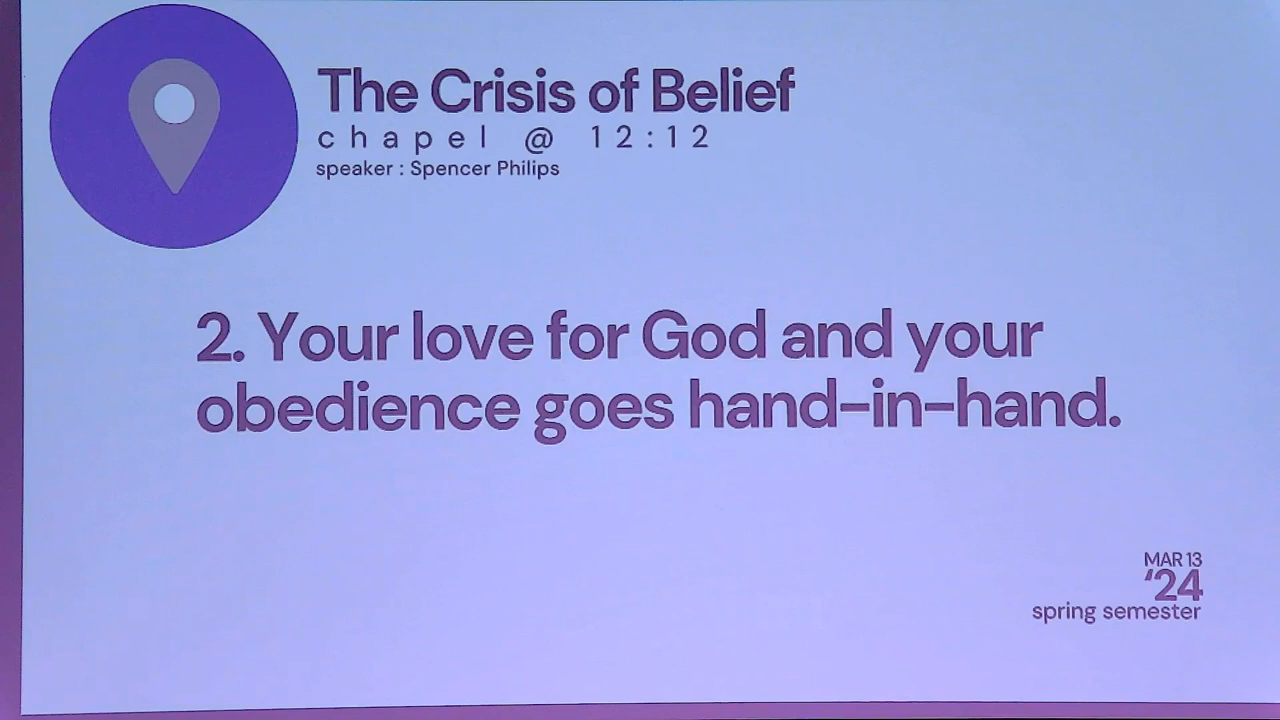 The Crisis of Belief
chapel @ 12:12
speaker : Spencer Philips
2. Your love for God and your
obedience goes hand-in-hand.
MAR 13
‘24
spring semester